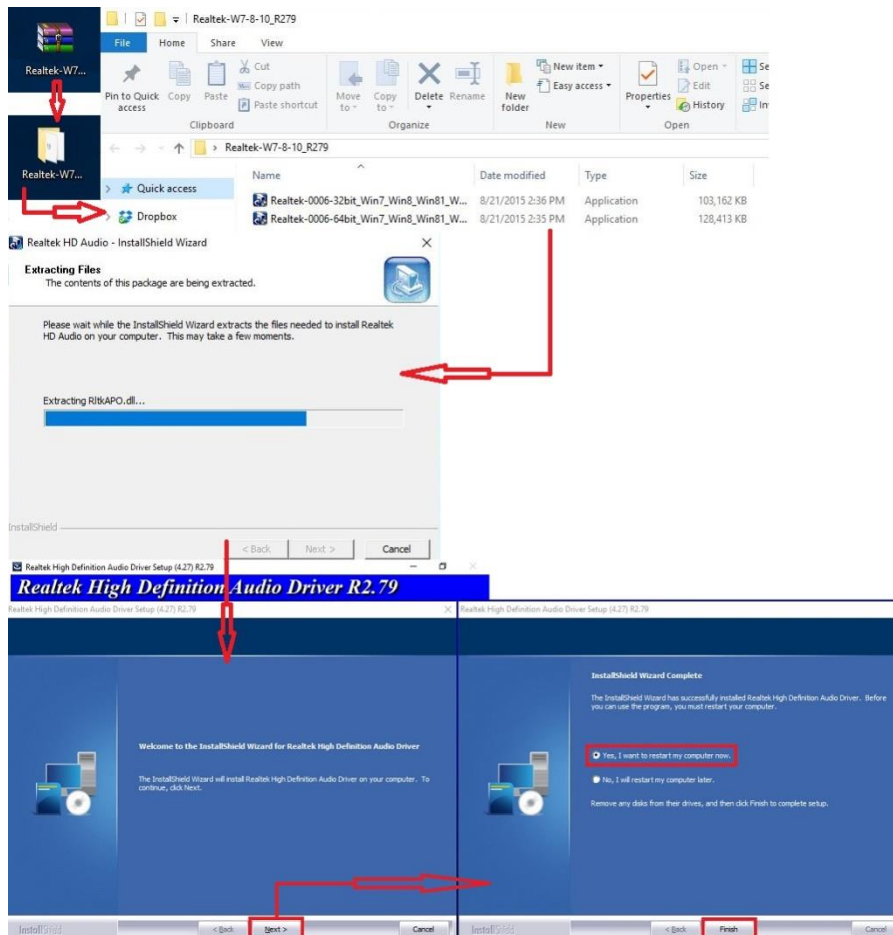 Realtek-W7-8-10_R279
Realtek-W7...
File Home Share View
Pin to Quick access
Copy
Paste
Cut
Copy path
Paste shortcut
Move to
Copy to
Delete
Rename
New folder
New item
Easy access
Properties
Open
Edit
History
Se
Se
In
Clipboard
Organize
New
Open
Realtek-W7...
Realtek-W7-8-10_R279
Quick access
Dropbox
Name Date modified Type Size
Realtek-0006-32bit_Win7_Win8_Win81_W... 8/21/2015 2:36 PM Application 103,162 KB
Realtek-0006-64bit_Win7_Win8_Win81_W... 8/21/2015 2:35 PM Application 128,413 KB
Realtek HD Audio - InstallShield Wizard
Extracting Files
The contents of this package are being extracted.
Please wait while the InstallShield Wizard extracts the files needed to install Realtek
HD Audio on your computer. This may take a few moments.
Extracting RltkAPO.dll...
InstallShield
< Back Next > Cancel
Realtek High Definition Audio Driver Setup (4.27) R2.79
Realtek High Definition Audio Driver R2.79
Realtek High Definition Audio Driver Setup (4.27) R2.79
Welcome to the InstallShield Wizard for Realtek High Definition Audio Driver
The InstallShield Wizard will install Realtek High Definition Audio Driver on your computer. To
continue, click Next.
InstallShield
< Back Next > Cancel
Realtek High Definition Audio Driver Setup (4.27) R2.79
InstallShield Wizard Complete
The InstallShield Wizard has successfully installed Realtek High Definition Audio Driver. Before
you can use the program, you must restart your computer.
Yes, I want to restart my computer now.
No, I will restart my computer later.
Remove any disks from their drives, and then click Finish to complete setup.
InstallShield
< Back Finish Cancel